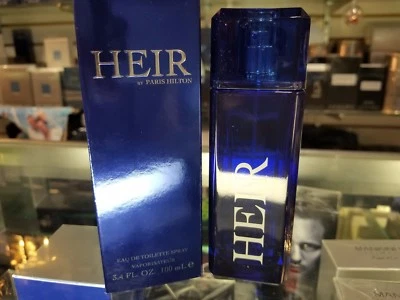 HEIR
BY PARIS HILTON
EAU DE TOILETTE SPRAY
VAPORISATEUR
3.4 FL. OZ. 100 mL e
HEIR